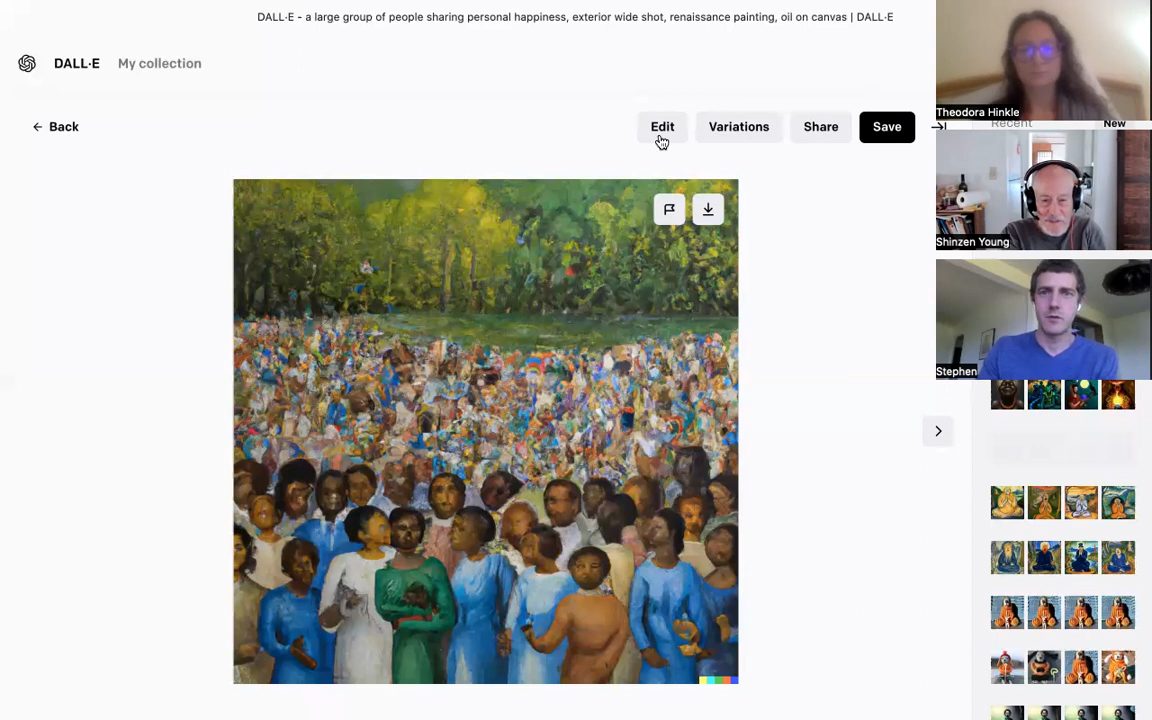 DALL·E - a large group of people sharing personal happiness, exterior wide shot, renaissance painting, oil on canvas | DALL·E
DALL·E My collection
← Back
Edit
Variations
Share
Save
Recent
New
Theodora Hinkle
Shinzen Young
Stephen